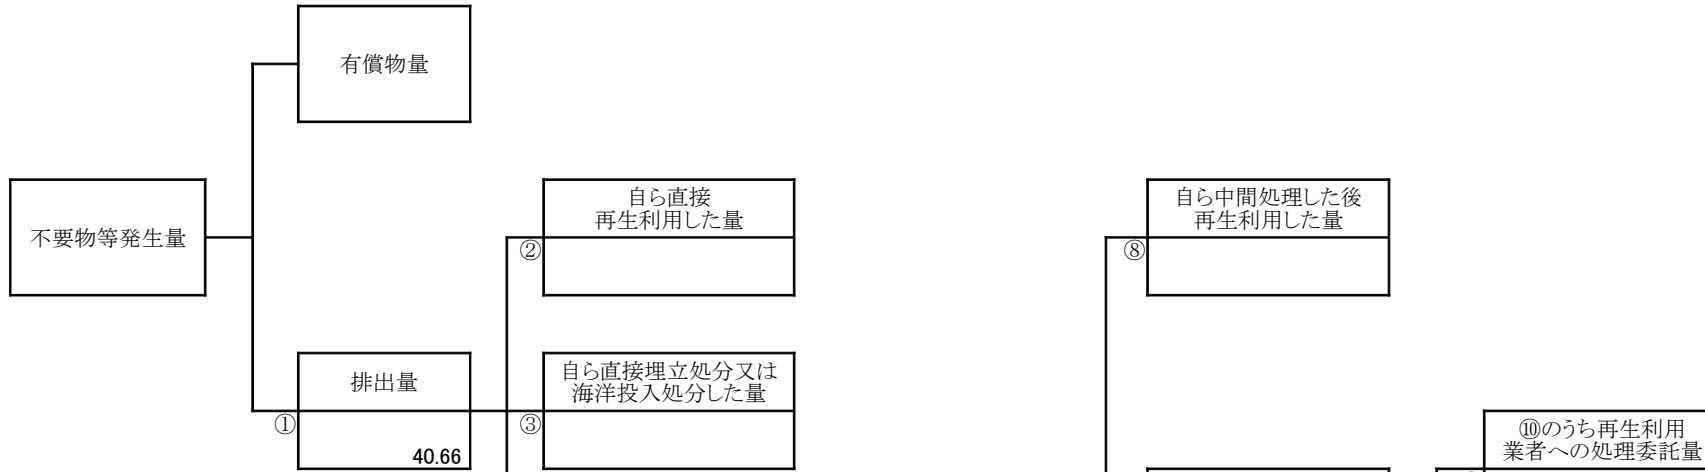 有償物量
不要物等発生量
自ら直接
再生利用した量
②
自ら中間処理した後
再生利用した量
⑧
排出量
①
40.66
自ら直接埋立処分又は
海洋投入処分した量
③
⑩のうち再生利用
業者への処理委託量